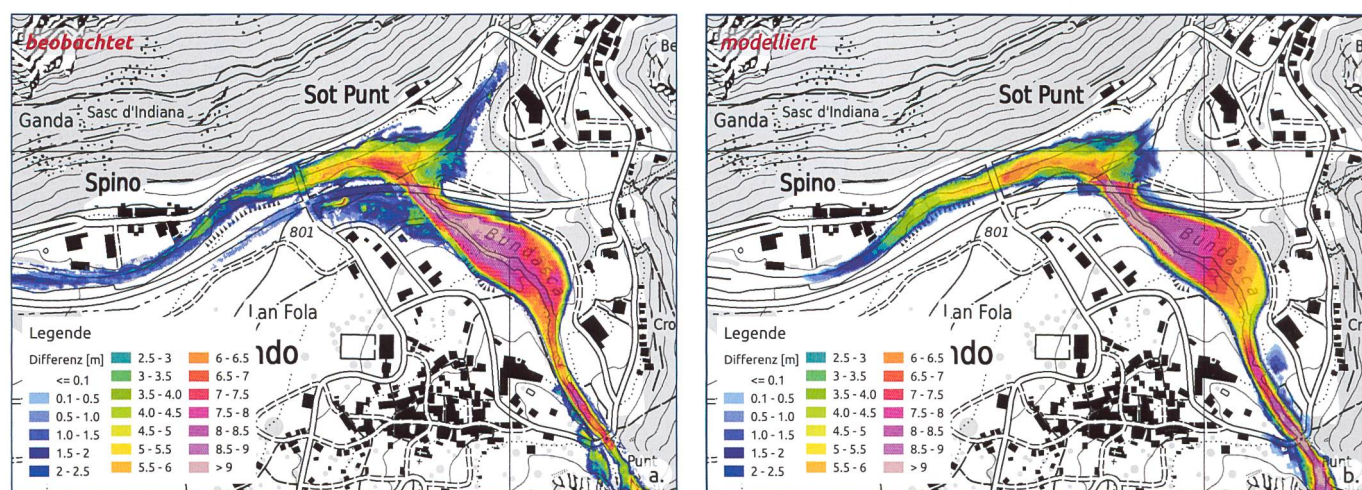 beobachtet
Sot Punt
Sasc d'Indiana
Ganda
Spino
801
Bundasca
Lan Fola
ndo
Be
Cro
Punt
Legende
Differenz [m]
<= 0.1
0.1 - 0.5
0.5 - 1.0
1.0 - 1.5
1.5 - 2
2 - 2.5
2.5 - 3
3 - 3.5
3.5 - 4.0
4.0 - 4.5
4.5 - 5
5 - 5.5
5.5 - 6
6 - 6.5
6.5 - 7
7 - 7.5
7.5 - 8
8 - 8.5
8.5 - 9
> 9
a.
modelliert
Sot Punt
Sasc d'Indiana
Ganda
Spino
801
Bundasca
Lan Fola
ndo
B
Cro
Punt
Legende
Differenz [m]
<= 0.1
0.1 - 0.5
0.5 - 1.0
1.0 - 1.5
1.5 - 2
2 - 2.5
2.5 - 3
3 - 3.5
3.5 - 4.0
4.0 - 4.5
4.5 - 5
5 - 5.5
5.5 - 6
6 - 6.5
6.5 - 7
7 - 7.5
7.5 - 8
8 - 8.5
8.5 - 9
> 9
b.